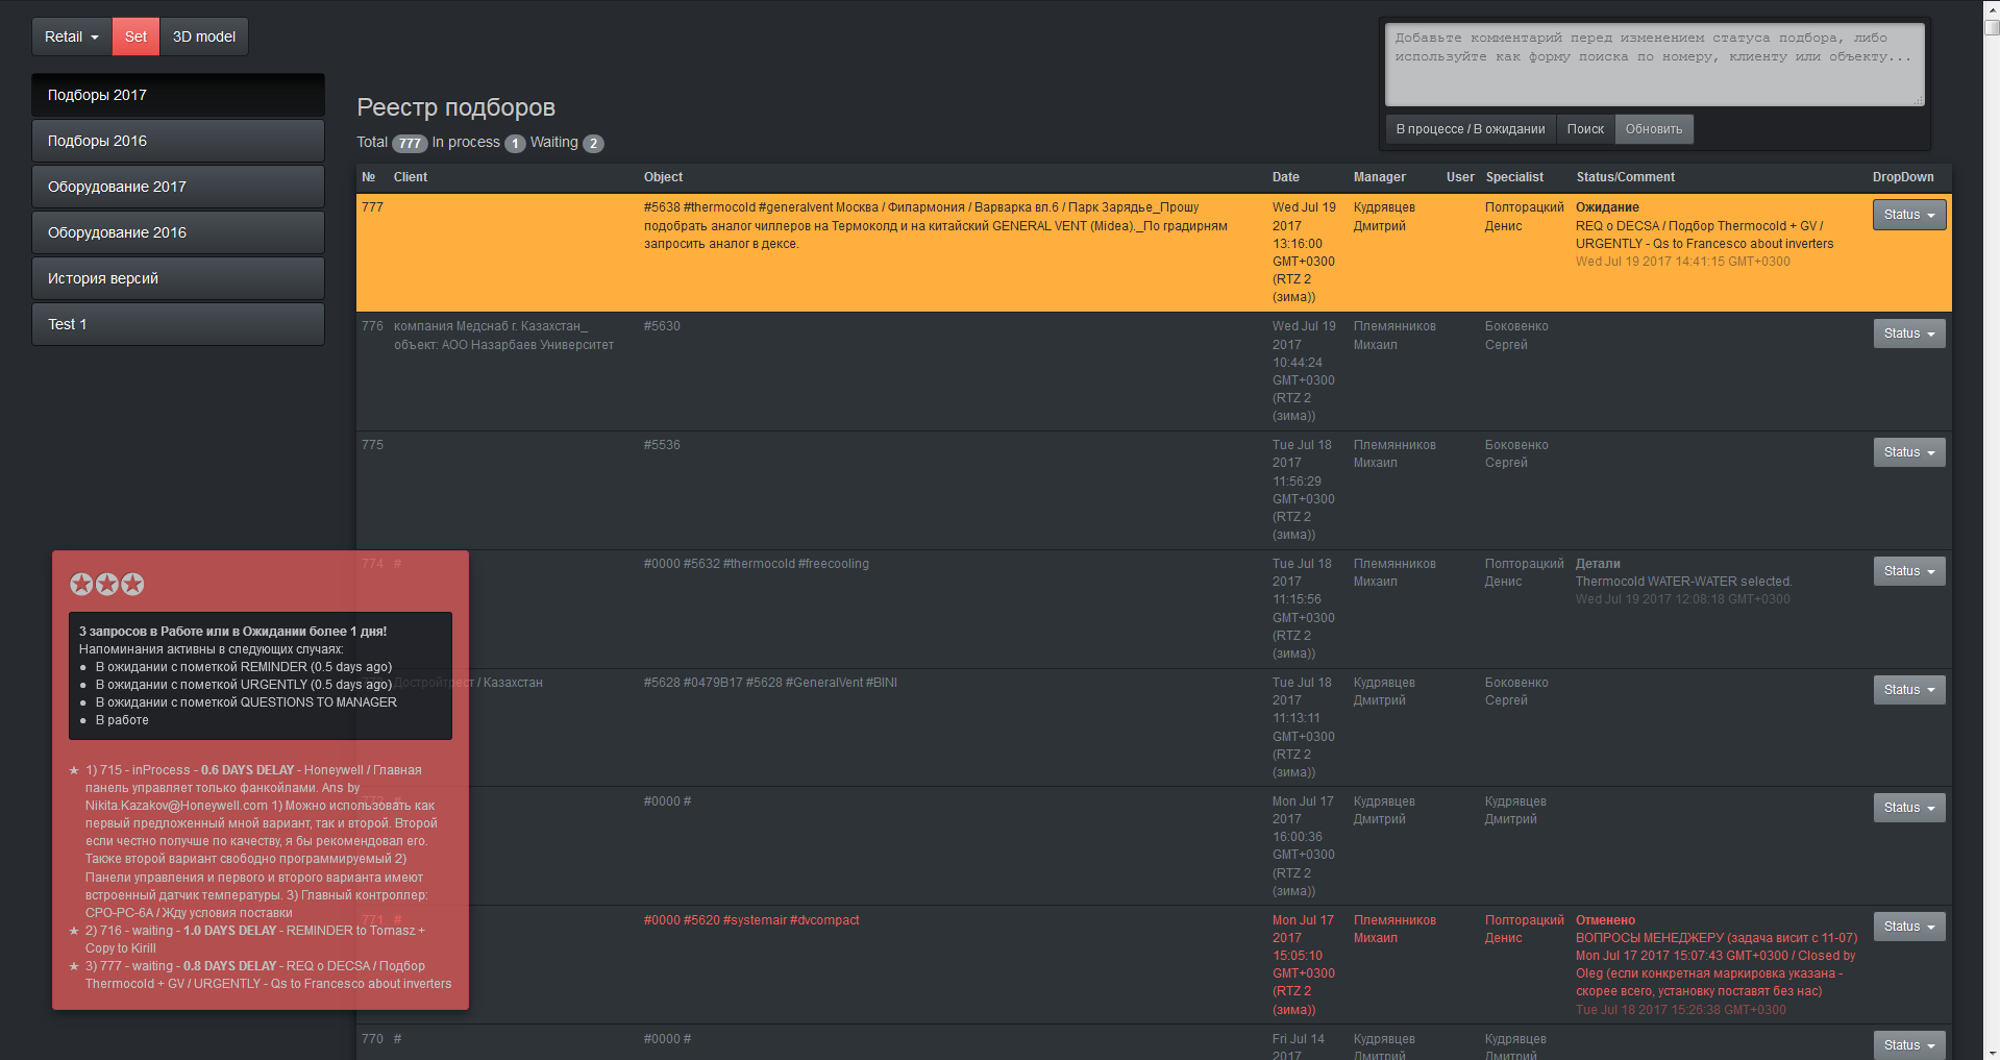 Retail
Set
3D model
Подборы 2017
Подборы 2016
Оборудование 2017
Оборудование 2016
История версий
Test 1
Добавьте комментарий перед изменением статуса подбора, либо
используйте как форму поиска по номеру, клиенту или объекту...
В процессе / В ожидании
Поиск
Обновить
Реестр подборов
Total 777 In process 1 Waiting 2
№ Client Object Date Manager User Specialist Status/Comment DropDown
777
#5638 #thermocold #generalvent Москва / Филармония / Варварка вл.6 / Парк Зарядье_Прошу
подобрать аналог чиллеров на Термоколд и на китайский GENERAL VENT (Midea)._По градирням
запросить аналог в дексе.
Wed Jul 19
2017
13:16:00
GMT+0300
(RTZ 2
(зима))
Кудрявцев
Дмитрий
Полторацкий
Денис
Ожидание
REQ о DECSA / Подбор Thermocold + GV /
URGENTLY - Qs to Francesco about inverters
Wed Jul 19 2017 14:41:15 GMT+0300
Status
776
компания Медснаб г. Казахстан_
объект: АОО Назарбаев Университет
#5630
Wed Jul 19
2017
10:44:24
GMT+0300
(RTZ 2
(зима))
Племянников
Михаил
Боковенко
Сергей
Status
775
#5536
Tue Jul 18
2017
11:56:29
GMT+0300
(RTZ 2
(зима))
Племянников
Михаил
Боковенко
Сергей
Status
774 #
#0000 #5632 #thermocold #freecooling
Tue Jul 18
2017
11:15:56
GMT+0300
(RTZ 2
(зима))
Племянников
Михаил
Полторацкий
Денис
Детали
Thermocold WATER-WATER selected.
Wed Jul 19 2017 12:08:18 GMT+0300
Status
Достройтрест / Казахстан
#5628 #0479B17 #5628 #GeneralVent #BINI
Tue Jul 18
2017
11:13:11
GMT+0300
(RTZ 2
(зима))
Кудрявцев
Дмитрий
Боковенко
Сергей
Status
#0000 #
Mon Jul 17
2017
16:00:36
GMT+0300
(RTZ 2
(зима))
Кудрявцев
Дмитрий
Кудрявцев
Дмитрий
Status
771 #
#0000 #5620 #systemair #dvcompact
Mon Jul 17
2017
15:05:10
GMT+0300
(RTZ 2
(зима))
Племянников
Михаил
Полторацкий
Денис
Отменено
ВОПРОСЫ МЕНЕДЖЕРУ (задача висит с 11-07)
Mon Jul 17 2017 15:07:43 GMT+0300 / Closed by
Oleg (если конкретная маркировка указана -
скорее всего, установку поставят без нас)
Tue Jul 18 2017 15:26:38 GMT+0300
Status
770 #
#0000 #
Fri Jul 14
2017
Кудрявцев
Дмитрий
Кудрявцев
Дмитрий
Status
3 запросов в Работе или в Ожидании более 1 дня!
Напоминания активны в следующих случаях:
● В ожидании с пометкой REMINDER (0.5 days ago)
● В ожидании с пометкой URGENTLY (0.5 days ago)
● В ожидании с пометкой QUESTIONS TO MANAGER
● В работе
★ 1) 715 - inProcess - 0.6 DAYS DELAY - Honeywell / Главная
панель управляет только фанкойлами. Ans by
Nikita.Kazakov@Honeywell.com 1) Можно использовать как
первый предложенный мной вариант, так и второй. Второй
если честно получше по качеству, я бы рекомендовал его.
Также второй вариант свободно программируемый 2)
Панели управления и первого и второго варианта имеют
встроенный датчик температуры. 3) Главный контроллер:
CPO-PC-6A / Жду условия поставки
★ 2) 716 - waiting - 1.0 DAYS DELAY - REMINDER to Tomasz +
Copy to Kirill
★ 3) 777 - waiting - 0.8 DAYS DELAY - REQ о DECSA / Подбор
Thermocold + GV / URGENTLY - Qs to Francesco about inverters